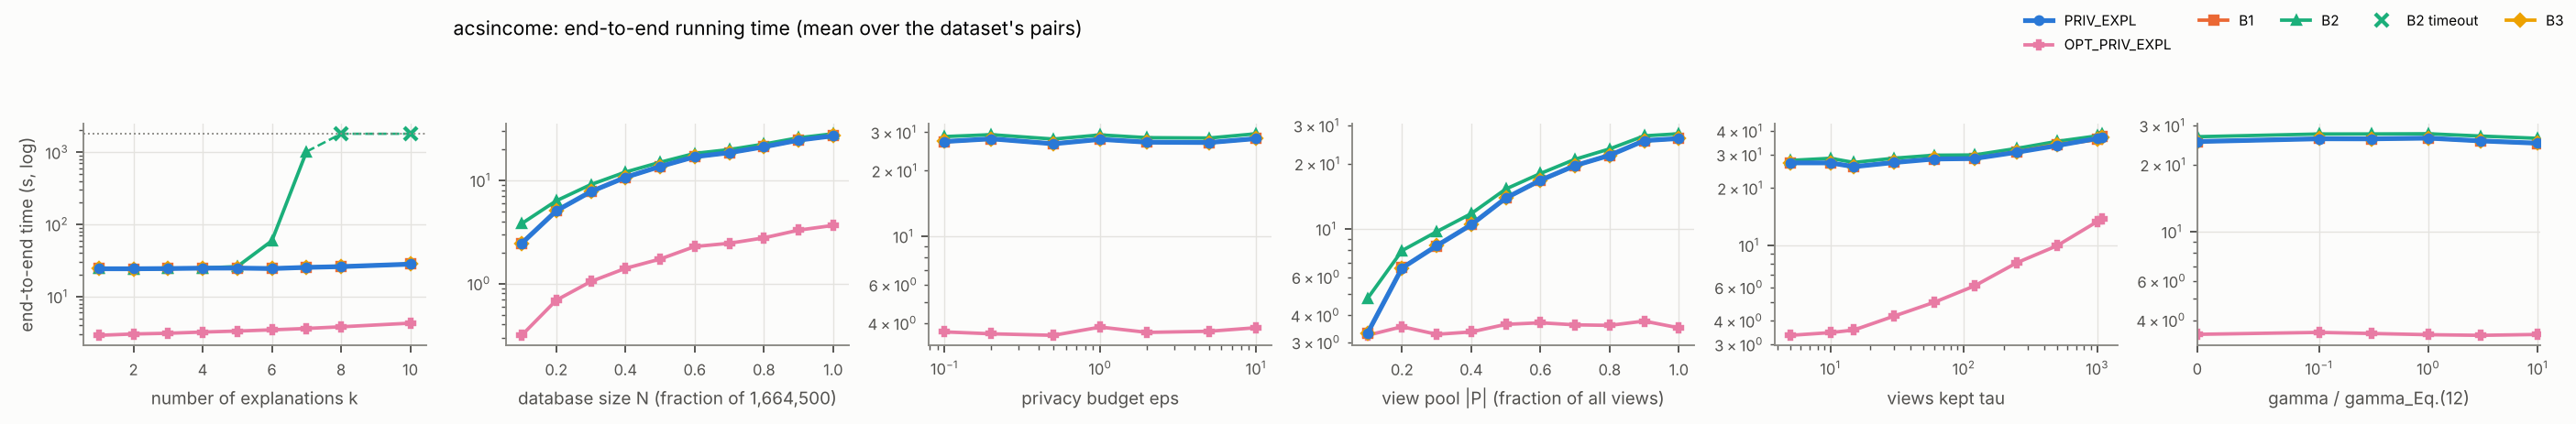 acsincome: end-to-end running time (mean over the dataset's pairs)
PRIV_EXPL B1 B2 B2 timeout B3
OPT_PRIV_EXPL
end-to-end time (s, log)
10³
10²
10¹
2 4 6 8 10
number of explanations k
10¹
10⁰
0.2 0.4 0.6 0.8 1.0
database size N (fraction of 1,664,500)
3 × 10¹
2 × 10¹
10¹
6 × 10⁰
4 × 10⁰
10⁻¹ 10⁰ 10¹
privacy budget eps
3 × 10¹
2 × 10¹
10¹
6 × 10⁰
4 × 10⁰
3 × 10⁰
0.2 0.4 0.6 0.8 1.0
view pool |P| (fraction of all views)
4 × 10¹
3 × 10¹
2 × 10¹
10¹
6 × 10⁰
4 × 10⁰
3 × 10⁰
10¹ 10² 10³
views kept tau
3 × 10¹
2 × 10¹
10¹
6 × 10⁰
4 × 10⁰
0 10⁻¹ 10⁰ 10¹
gamma / gamma_Eq.(12)